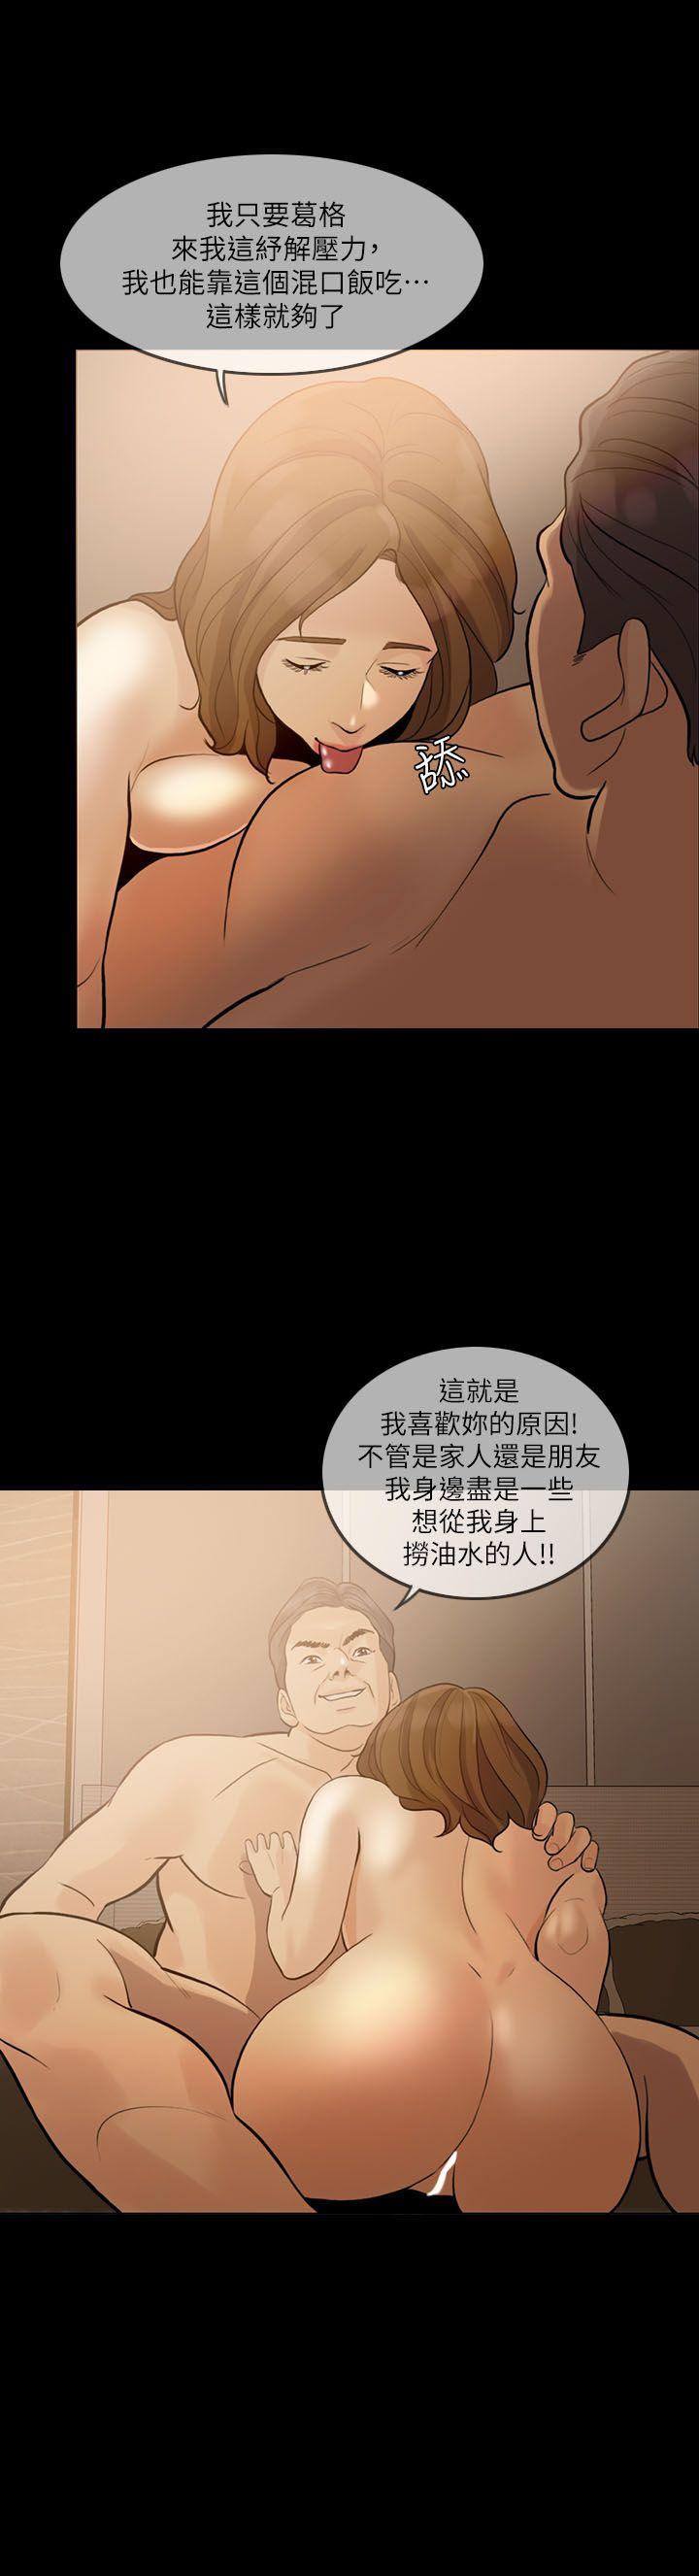 我只要葛格
來我這紓解壓力,
我也能靠這個混口飯吃…
這樣就夠了
舔
這就是
我喜歡妳的原因!
不管是家人還是朋友
我身邊盡是一些
想從我身上
撈油水的人!!